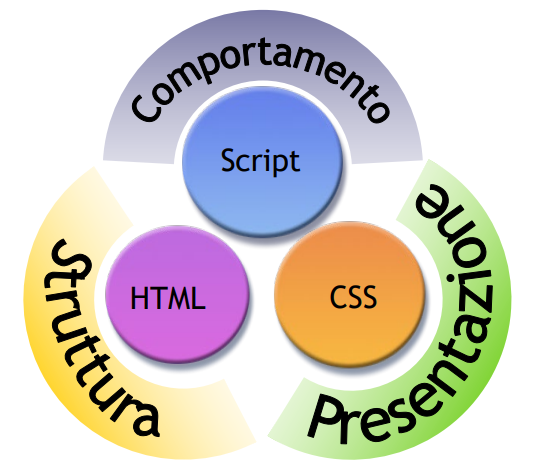 Comportamento
Script
HTML
CSS
Struttura
Presentazione